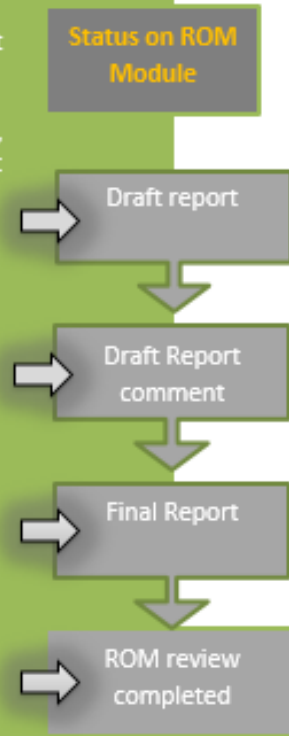 Status on ROM
Module
Draft report
Draft Report
comment
Final Report
ROM review
completed